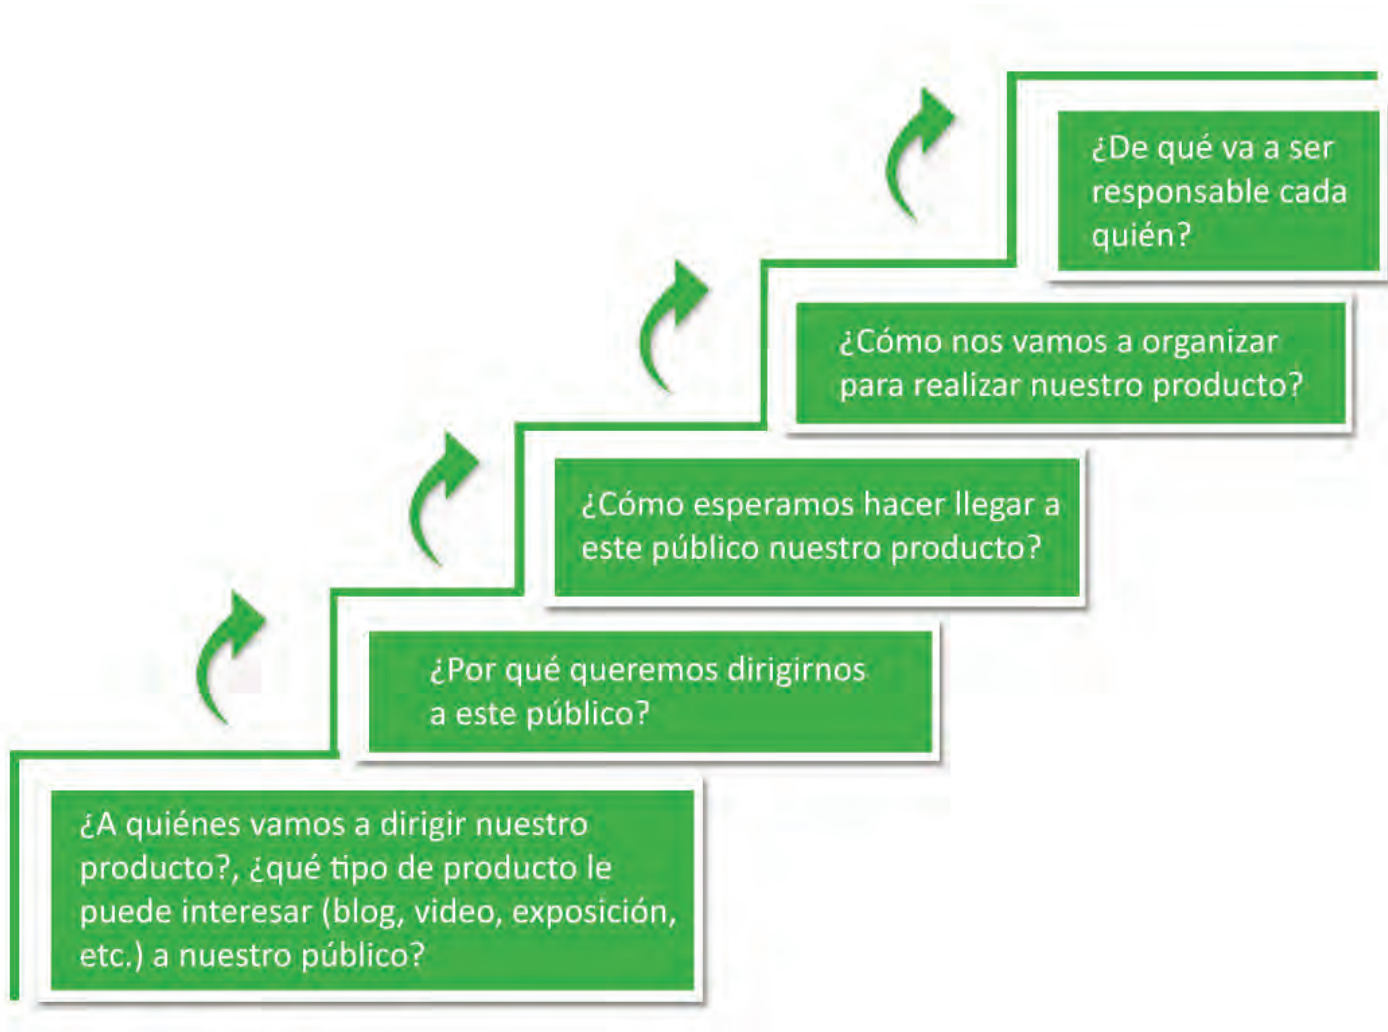 ¿De qué va a ser
responsable cada
quién?
¿Cómo nos vamos a organizar
para realizar nuestro producto?
¿Cómo esperamos hacer llegar a
este público nuestro producto?
¿Por qué queremos dirigirnos
a este público?
¿A quiénes vamos a dirigir nuestro
producto?, ¿qué tipo de producto le
puede interesar (blog, video, exposición,
etc.) a nuestro público?